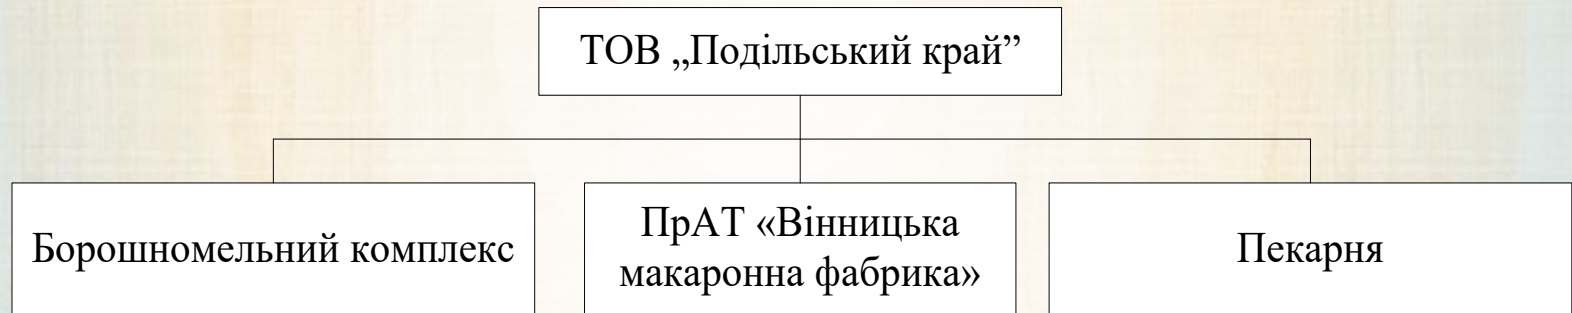 ТОВ „Подільський край”
Борошномельний комплекс
ПрАТ «Вінницька
макаронна фабрика»
Пекарня